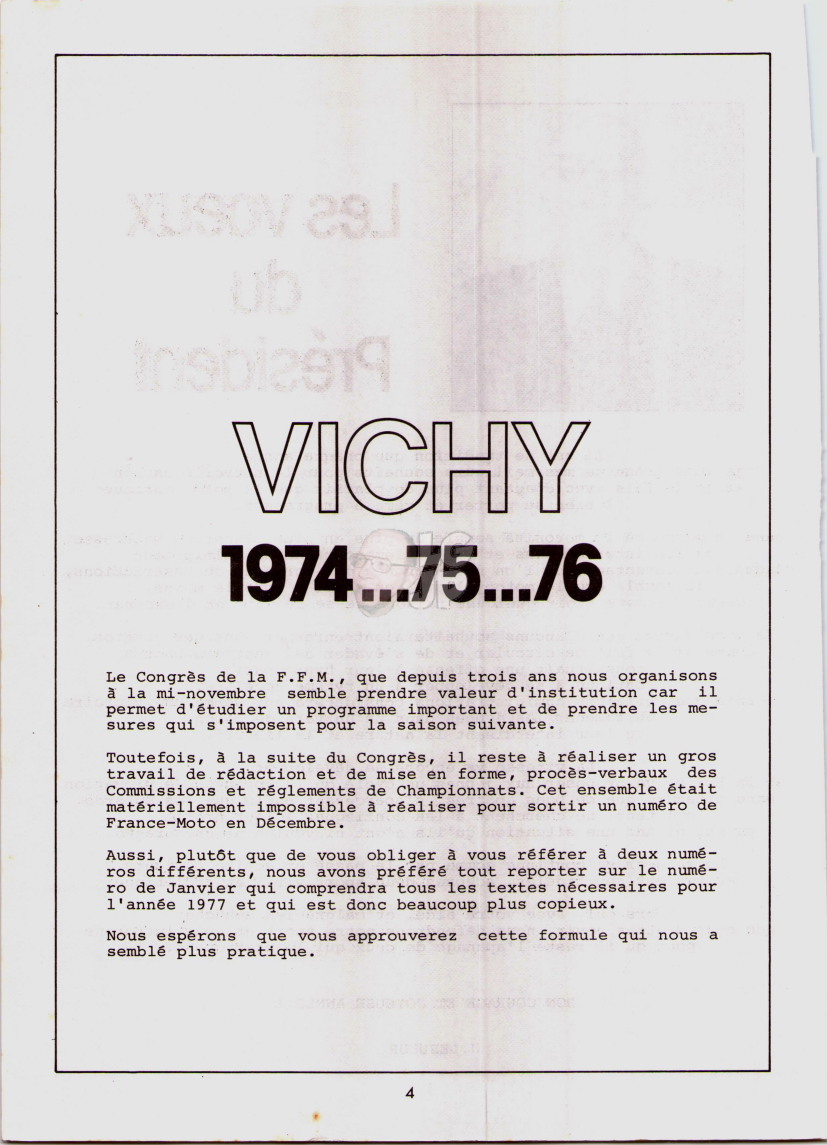 VICHY
1974...75...76
Le Congrès de la F.F.M., que depuis trois ans nous organisons
à la mi-novembre semble prendre valeur d'institution car il
permet d'étudier un programme important et de prendre les me-
sures qui s'imposent pour la saison suivante.
Toutefois, à la suite du Congrès, il reste à réaliser un gros
travail de rédaction et de mise en forme, procès-verbaux des
Commissions et réglements de Championnats. Cet ensemble était
matériellement impossible à réaliser pour sortir un numéro de
France-Moto en Décembre.
Aussi, plutôt que de vous obliger à vous référer à deux numé-
ros différents, nous avons préféré tout reporter sur le numé-
ro de Janvier qui comprendra tous les textes nécessaires pour
l'année 1977 et qui est donc beaucoup plus copieux.
Nous espérons que vous approuverez cette formule qui nous a
semblé plus pratique.
4